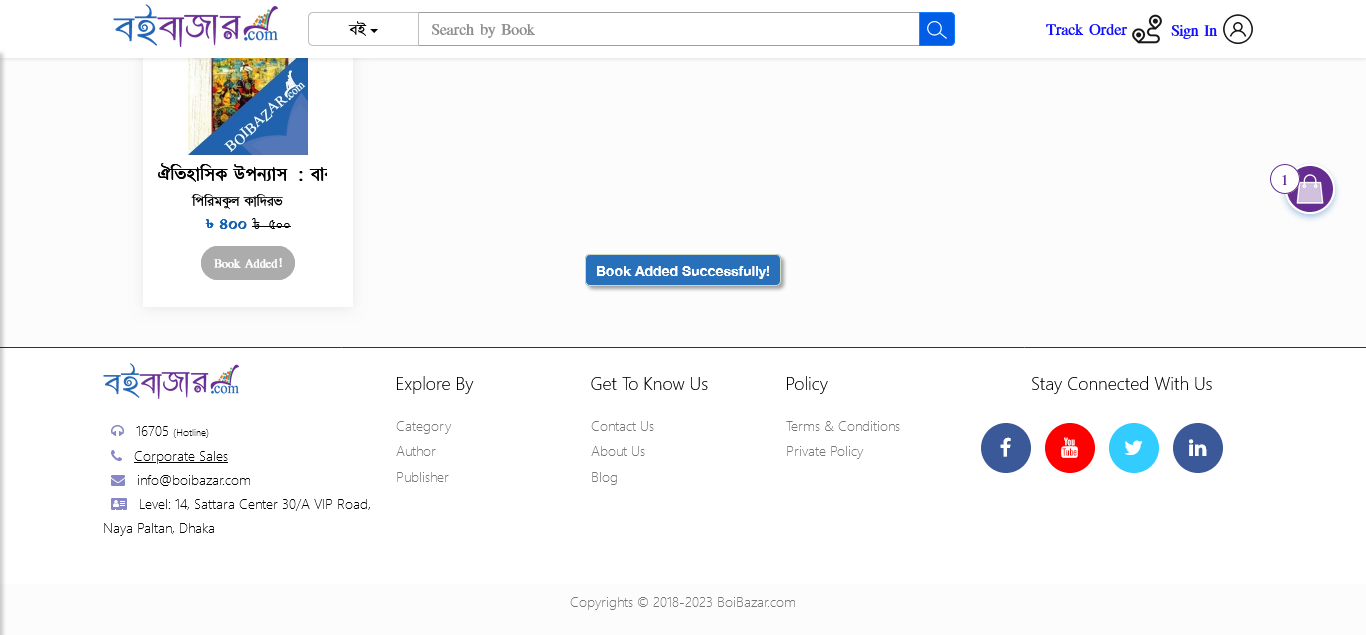 বইবাজার.com
বই
Search by Book
Track Order
Sign In
BOIBAZAR.com
1
ঐতিহাসিক উপন্যাস : বা
পিরিমকুল কাদিরভ
৳ ৪০০ ৳ ৫০০
Book Added!
Book Added Successfully!
বইবাজার.com
16705 (Hotline)
Corporate Sales
info@boibazar.com
Level: 14, Sattara Center 30/A VIP Road,
Naya Paltan, Dhaka
Explore By
Category
Author
Publisher
Get To Know Us
Contact Us
About Us
Blog
Policy
Terms & Conditions
Private Policy
Stay Connected With Us
You
Tube
Copyrights © 2018-2023 BoiBazar.com